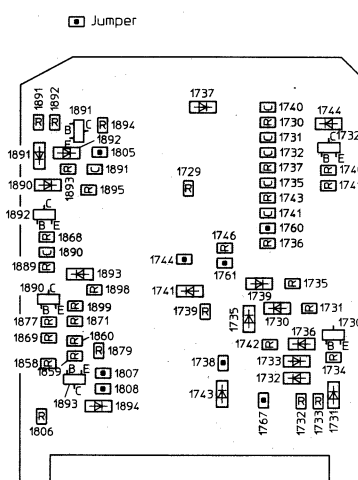 Jumper
1737
1891
1892
1891
C
B
E
R
R
R
1894
1892
1891
1805
R
C
1891
1893
1890
R
1895
1892
C
B
E
R
1868
C
1890
1889
R
1893
1890
C
B
E
R
1898
R
1899
1877
R
R
1871
1869
R
R
1860
R
1879
1858
R
R
1859
B
E
C
1807
1808
1893
1894
R
1806
1729
R
1746
R
1744
1761
1741
1739
R
1735
1738
1743
C
1740
R
1730
C
1731
C
1732
R
1737
C
1735
R
1743
C
1741
1760
R
1736
1744
1732
C
B
E
R
R
1739
R
1735
1730
R
1731
1736
1742
R
1733
1732
B
E
R
1734
1767
R
1732
R
1733
1731